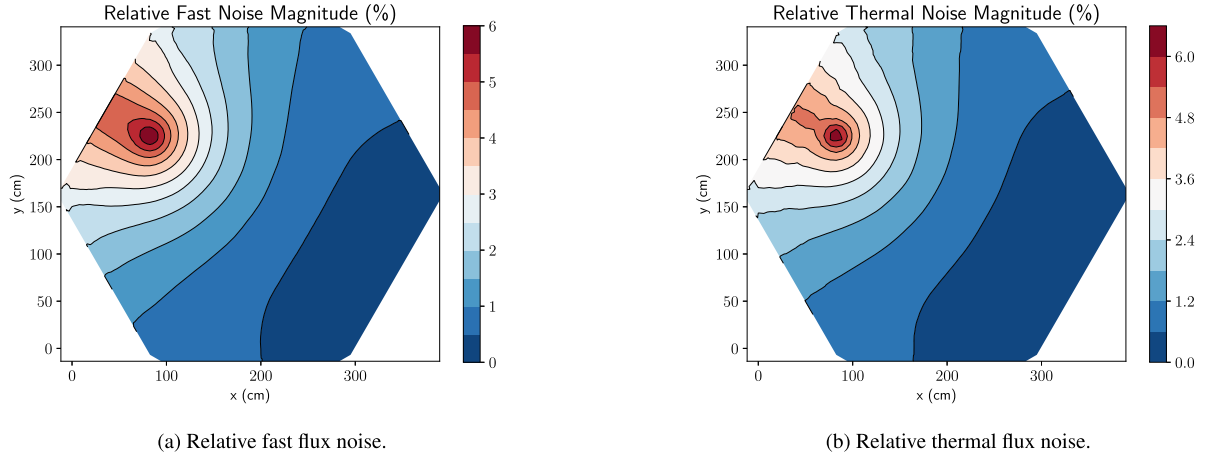 Relative Fast Noise Magnitude (%)
300
250
200
150
100
50
0
y (cm)
0 100 200 300
x (cm)
6
5
4
3
2
1
0
(a) Relative fast flux noise.
Relative Thermal Noise Magnitude (%)
300
250
200
150
100
50
0
y (cm)
0 100 200 300
x (cm)
6.0
4.8
3.6
2.4
1.2
0.0
(b) Relative thermal flux noise.